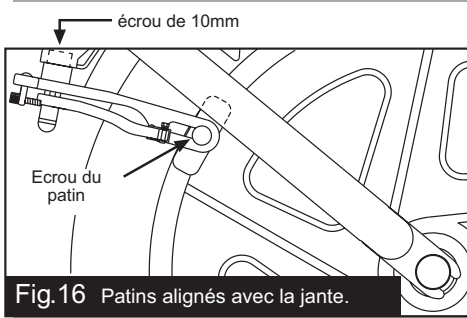 écrou de 10mm
Ecrou du
patin
Fig.16 Patins alignés avec la jante.